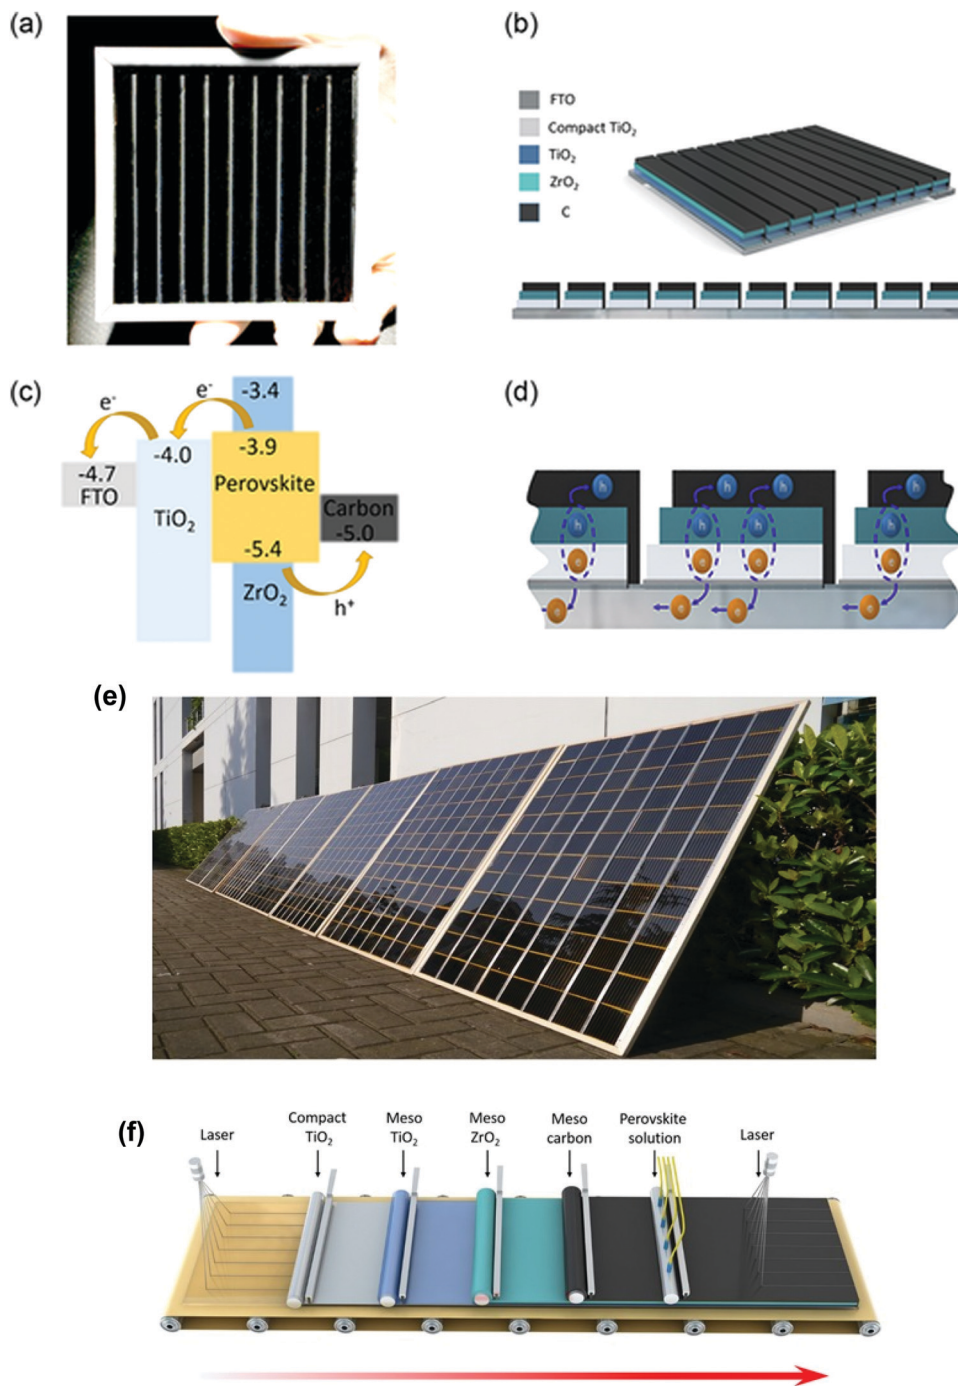 (a)
(b)
FTO
Compact TiO₂
TiO₂
ZrO₂
C
(c)
e⁻
e⁻
-3.4
-4.7
FTO
-4.0
TiO₂
-3.9
Perovskite
-5.4
Carbon
-5.0
ZrO₂
h⁺
(d)
h
h
h
h
h
h
h
h
e
e
e
e
e
e
e
e
(e)
(f)
Laser
Compact
TiO₂
Meso
TiO₂
Meso
ZrO₂
Meso
carbon
Perovskite
solution
Laser